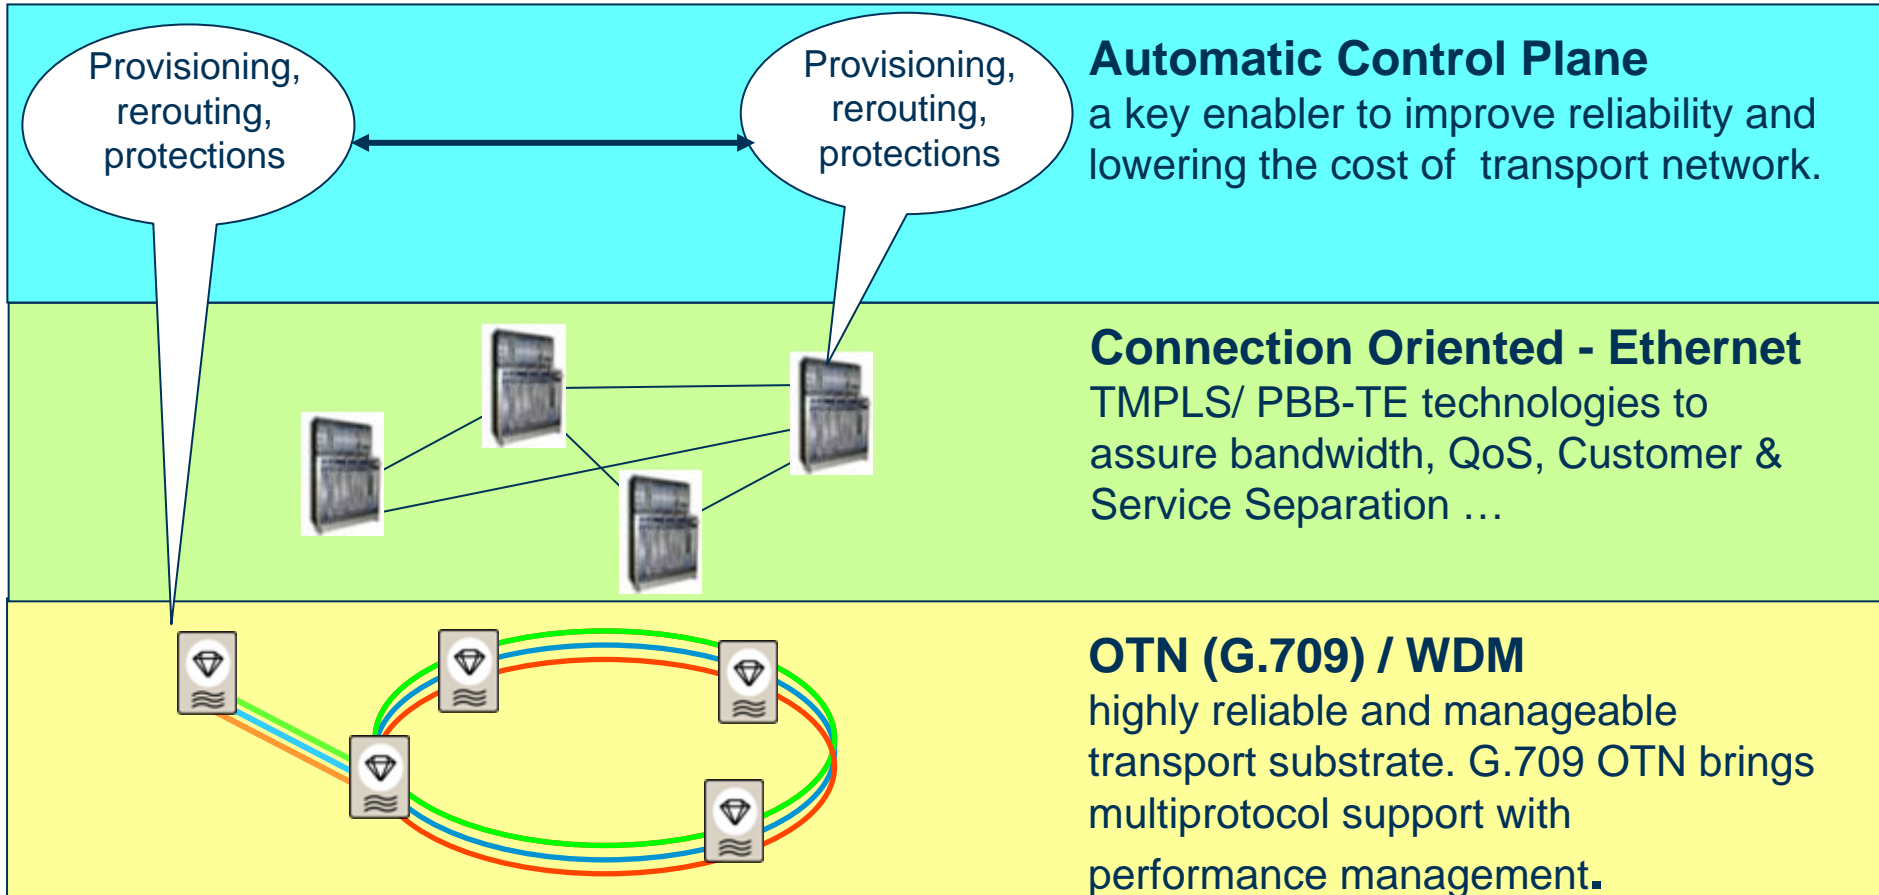 Provisioning,
rerouting,
protections
Provisioning,
rerouting,
protections
Automatic Control Plane
a key enabler to improve reliability and
lowering the cost of  transport network.
Connection Oriented - Ethernet
TMPLS/ PBB-TE technologies to
assure bandwidth, QoS, Customer &
Service Separation …
OTN (G.709) / WDM
highly reliable and manageable
transport substrate. G.709 OTN brings
multiprotocol support with
performance management.